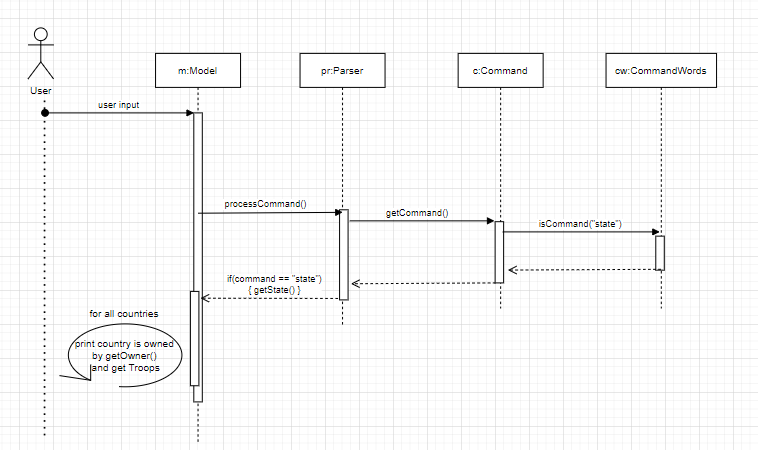 User
m:Model
pr:Parser
c:Command
cw:CommandWords
user input
processCommand()
getCommand()
isCommand("state")
if(command == "state")
{ getState() }
for all countries
print country is owned
by getOwner()
and get Troops